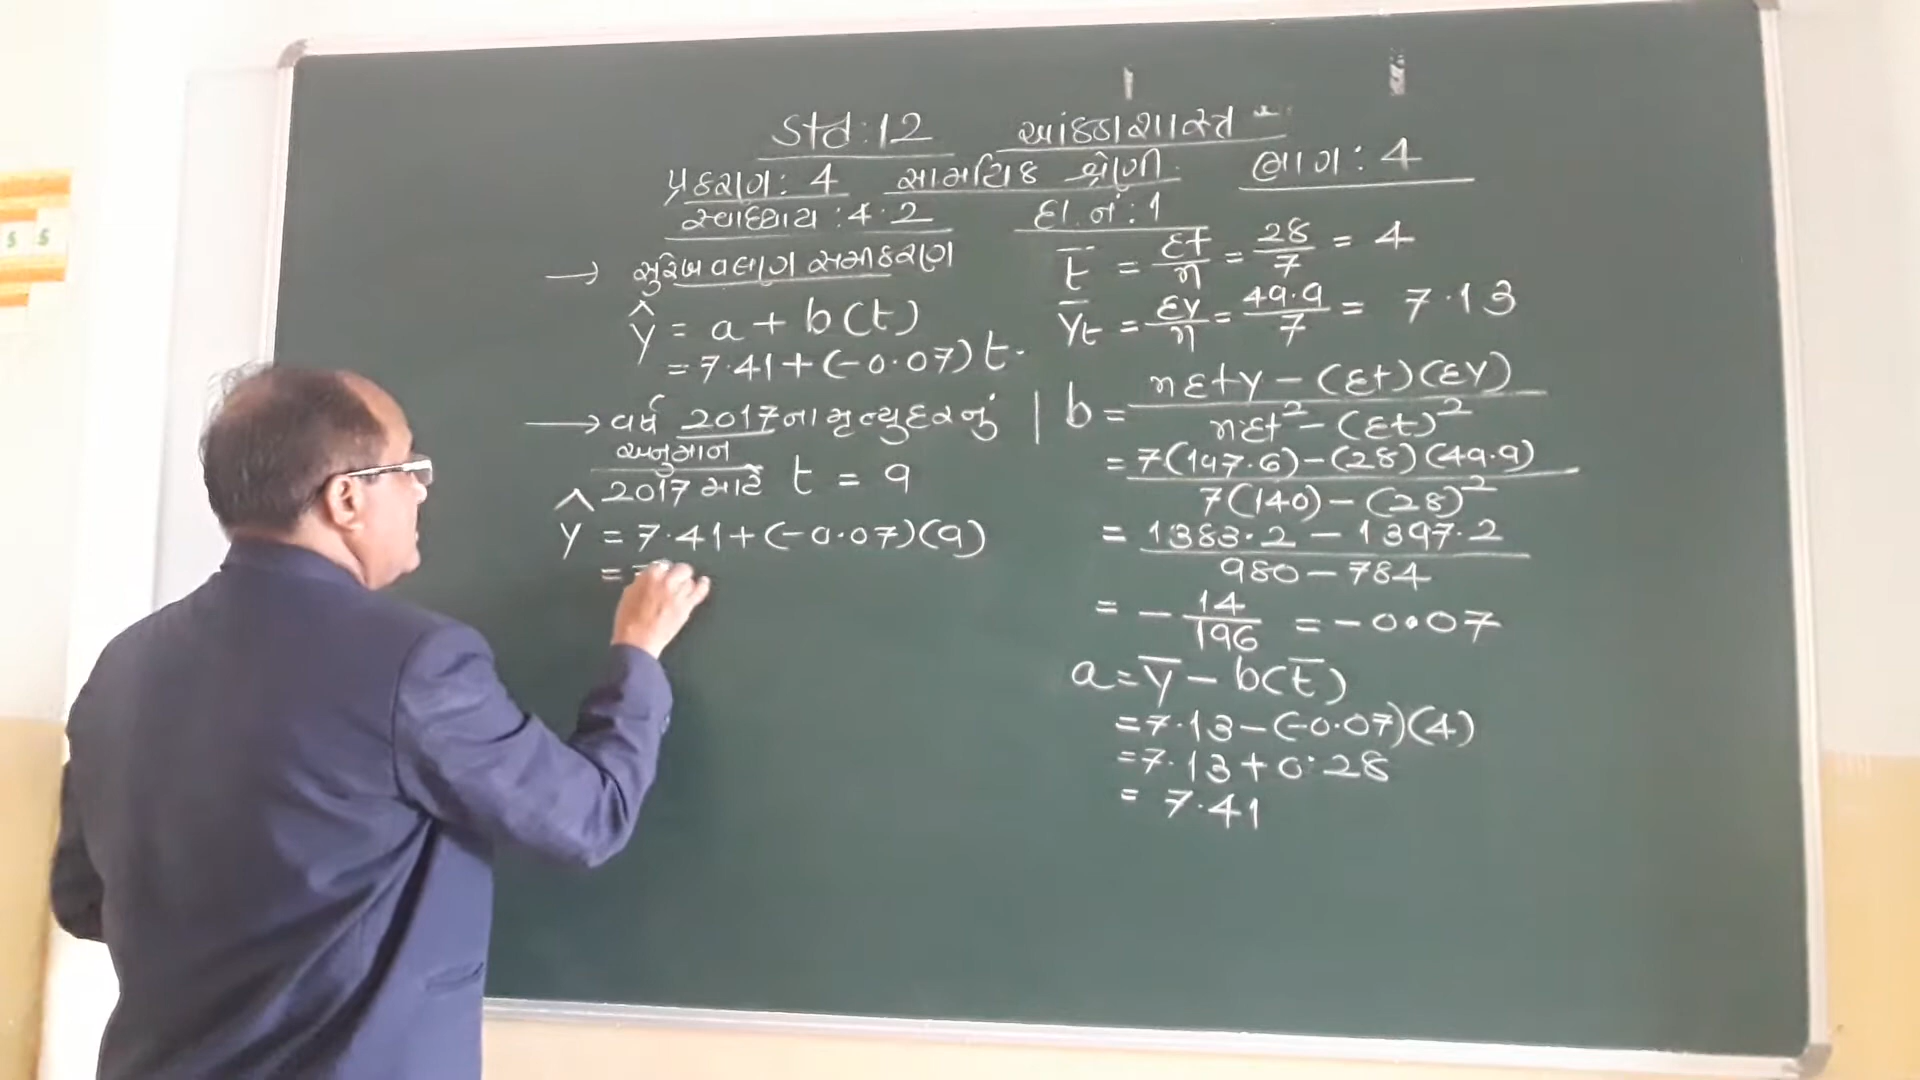 Std:12 આંકડાશાસ્ત્ર
પ્રકરણ: 4 સામયિક શ્રેણી. ભાગ: 4
સ્વાધ્યાય: 4.2 દા.નં:1
→ સુરેખ વલણ સમીકરણ
ŷ = a + b(t)
= 7.41+(-0.07)t.
→ વર્ષ 2017ના મૃત્યુદરનું
અનુમાન
2017 માટે t = 9
ŷ = 7.41+(-0.07)(9)
=
t̄ = Σt/n = 28/7 = 4
ȳt = Σy/n = 49.9/7 = 7.13
b = nΣty - (Σt)(Σy) / nΣt² - (Σt)²
= 7(147.6) - (28)(49.9) / 7(140) - (28)²
= 1383.2 - 1397.2 / 980 - 784
= - 14/196 = -0.07
a = ȳ - b(t̄)
= 7.13 - (-0.07)(4)
= 7.13 + 0.28
= 7.41
5 5